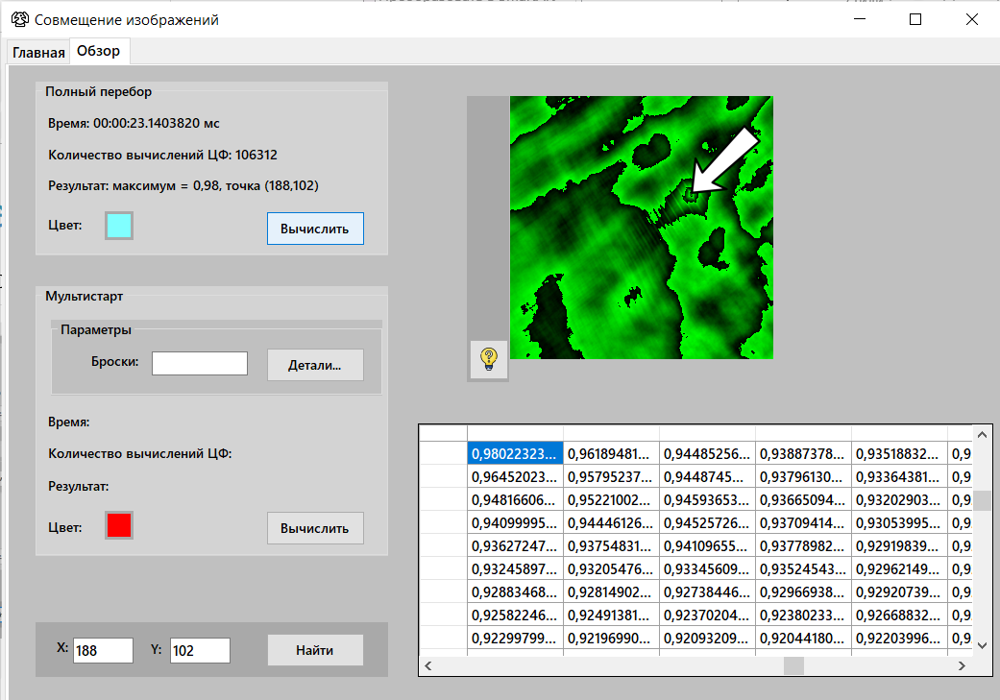 Совмещение изображений
Главная Обзор
Полный перебор
Время: 00:00:23.1403820 мс
Количество вычислений ЦФ: 106312
Результат: максимум = 0,98, точка (188,102)
Цвет:
Вычислить
Мультистарт
Параметры
Броски:
Детали...
Время:
Количество вычислений ЦФ:
Результат:
Цвет:
Вычислить
X: 188 Y: 102 Найти
0,98022323... 0,96189481... 0,94485256... 0,93887378... 0,93518832... 0,9
0,96452023... 0,95795237... 0,9448745... 0,93796130... 0,93364381... 0,9
0,94816606... 0,95221002... 0,94593653... 0,93665094... 0,93202903... 0,9
0,94099995... 0,94446126... 0,94525726... 0,93709414... 0,93053995... 0,9
0,93627247... 0,93754831... 0,94109655... 0,93778982... 0,92919839... 0,9
0,93245897... 0,93205476... 0,93345609... 0,93524543... 0,92962149... 0,9
0,92883468... 0,92814902... 0,92738446... 0,92966938... 0,92920739... 0,9
0,92582246... 0,92491381... 0,92370204... 0,92380233... 0,92668832... 0,9
0,92299799... 0,92196990... 0,92093209... 0,92044180... 0,92203996... 0,9